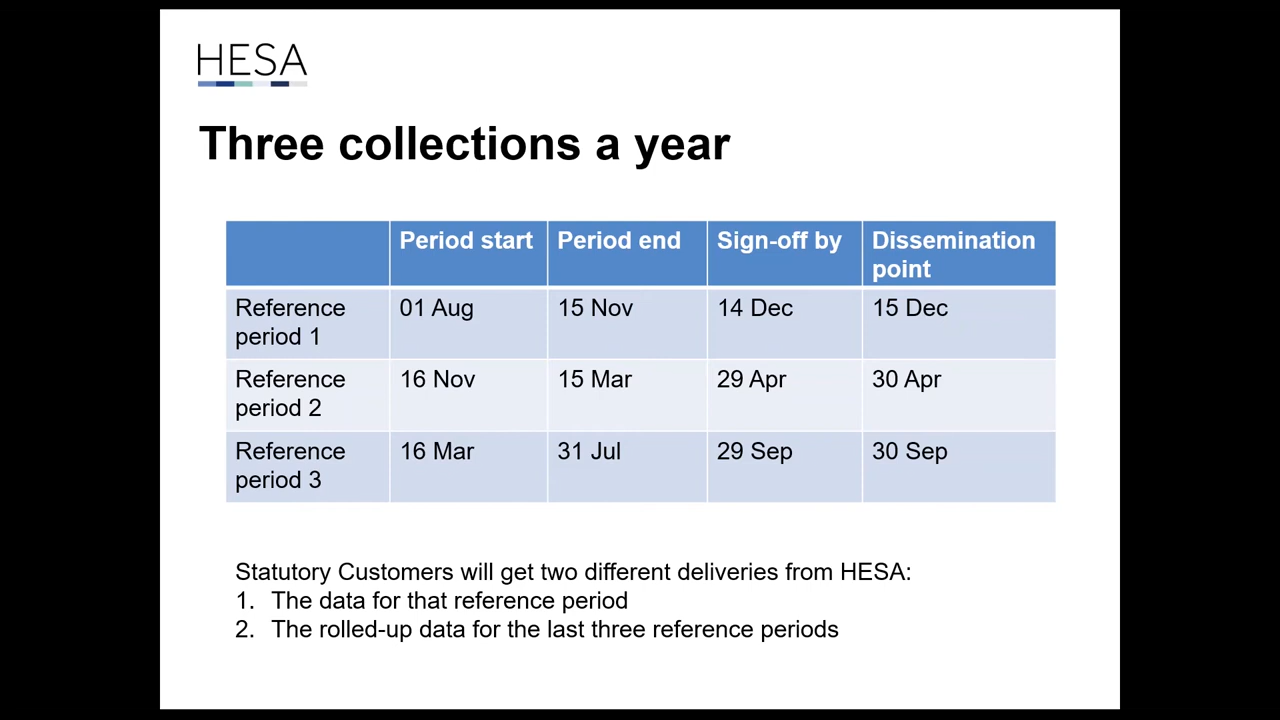 HESA
Three collections a year
Period start Period end Sign-off by Dissemination point
Reference period 1 01 Aug 15 Nov 14 Dec 15 Dec
Reference period 2 16 Nov 15 Mar 29 Apr 30 Apr
Reference period 3 16 Mar 31 Jul 29 Sep 30 Sep
Statutory Customers will get two different deliveries from HESA:
1. The data for that reference period
2. The rolled-up data for the last three reference periods